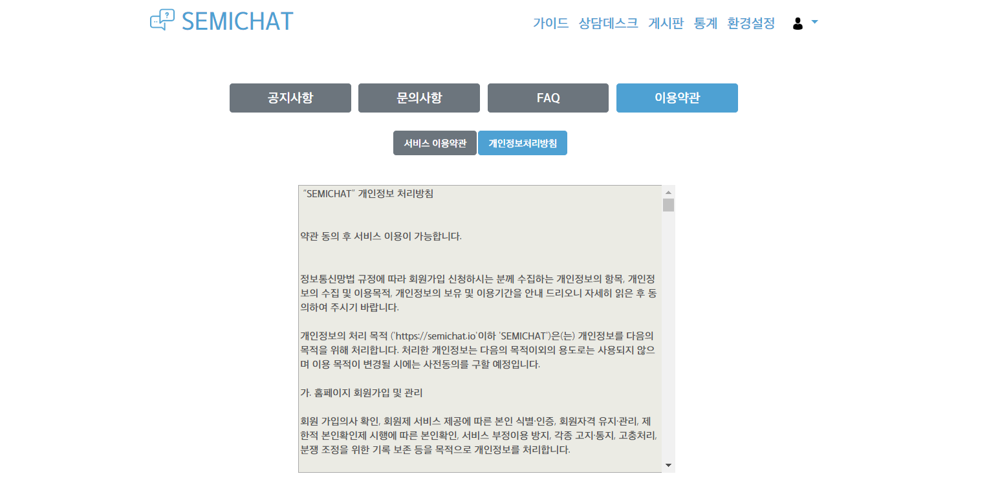 SEMICHAT
가이드 상담데스크 게시판 통계 환경설정
공지사항 문의사항 FAQ 이용약관
서비스 이용약관 개인정보처리방침
“SEMICHAT” 개인정보 처리방침
약관 동의 후 서비스 이용이 가능합니다.
정보통신망법 규정에 따라 회원가입 신청하시는 분께 수집하는 개인정보의 항목, 개인정
보의 수집 및 이용목적, 개인정보의 보유 및 이용기간을 안내 드리오니 자세히 읽은 후 동
의하여 주시기 바랍니다.
개인정보의 처리 목적 ('https://semichat.io'이하 'SEMICHAT')은(는) 개인정보를 다음의
목적을 위해 처리합니다. 처리한 개인정보는 다음의 목적이외의 용도로는 사용되지 않으
며 이용 목적이 변경될 시에는 사전동의를 구할 예정입니다.
가. 홈페이지 회원가입 및 관리
회원 가입의사 확인, 회원제 서비스 제공에 따른 본인 식별·인증, 회원자격 유지·관리, 제
한적 본인확인제 시행에 따른 본인확인, 서비스 부정이용 방지, 각종 고지·통지, 고충처리,
분쟁 조정을 위한 기록 보존 등을 목적으로 개인정보를 처리합니다.